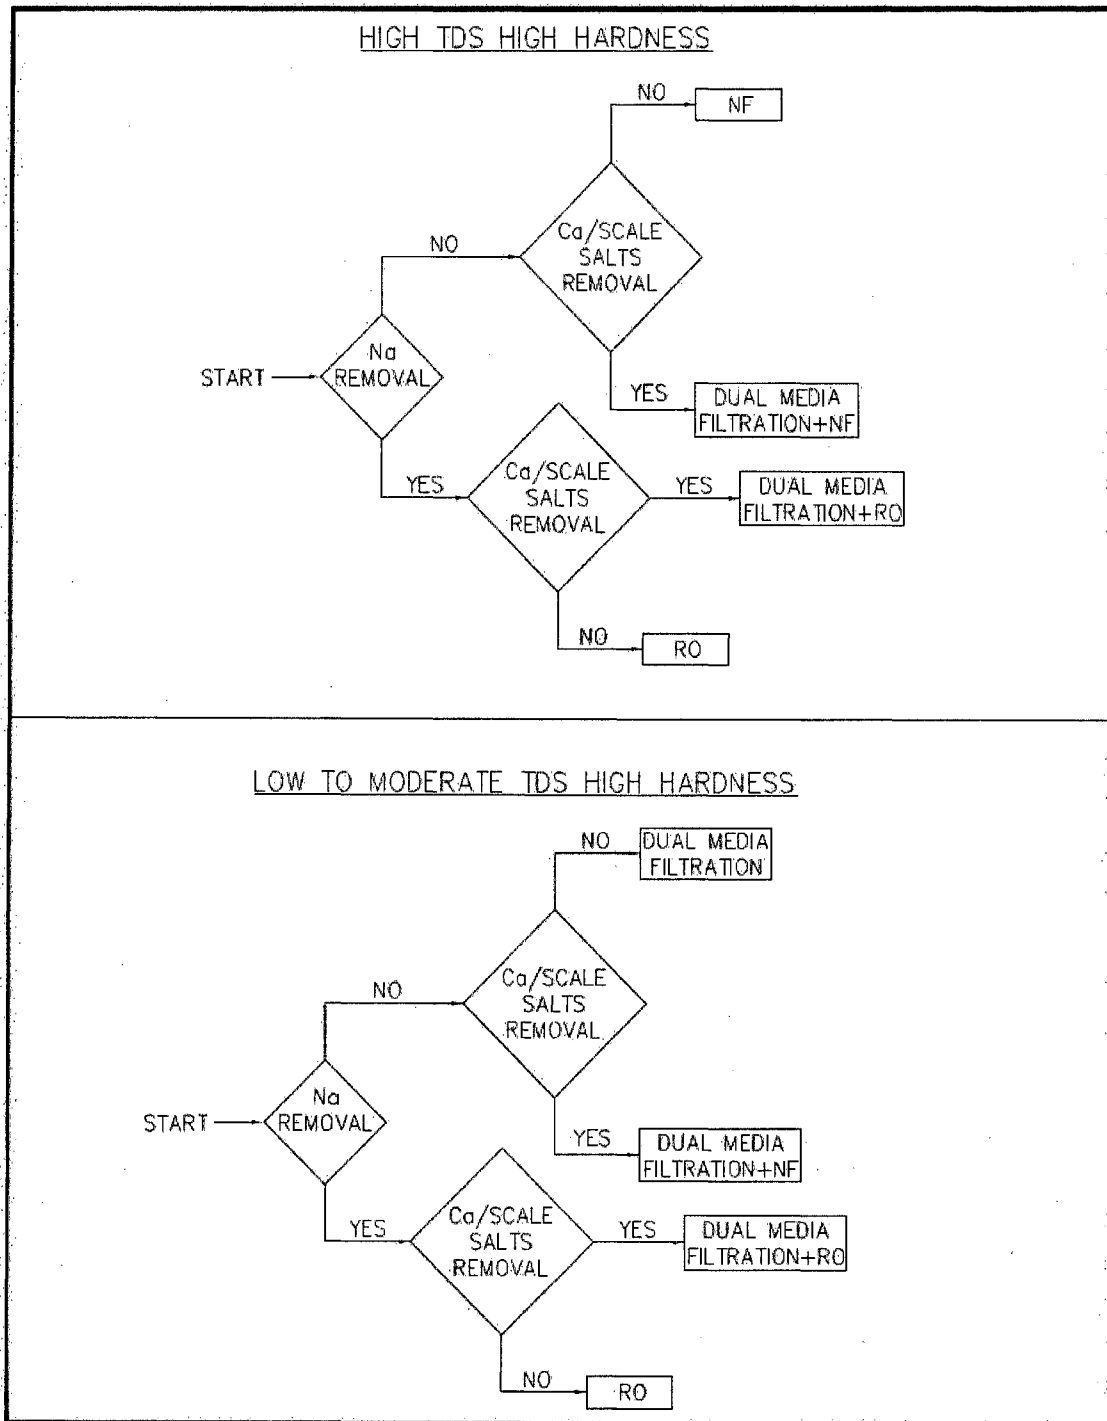 HIGH TDS HIGH HARDNESS
NO
NF
Ca/SCALE
SALTS
REMOVAL
NO
Na
REMOVAL
START
YES
DUAL MEDIA
FILTRATION+NF
YES
Ca/SCALE
SALTS
REMOVAL
YES
DUAL MEDIA
FILTRATION+RO
NO
RO
LOW TO MODERATE TDS HIGH HARDNESS
NO
DUAL MEDIA
FILTRATION
Ca/SCALE
SALTS
REMOVAL
NO
Na
REMOVAL
START
YES
DUAL MEDIA
FILTRATION+NF
YES
Ca/SCALE
SALTS
REMOVAL
YES
DUAL MEDIA
FILTRATION+RO
NO
RO